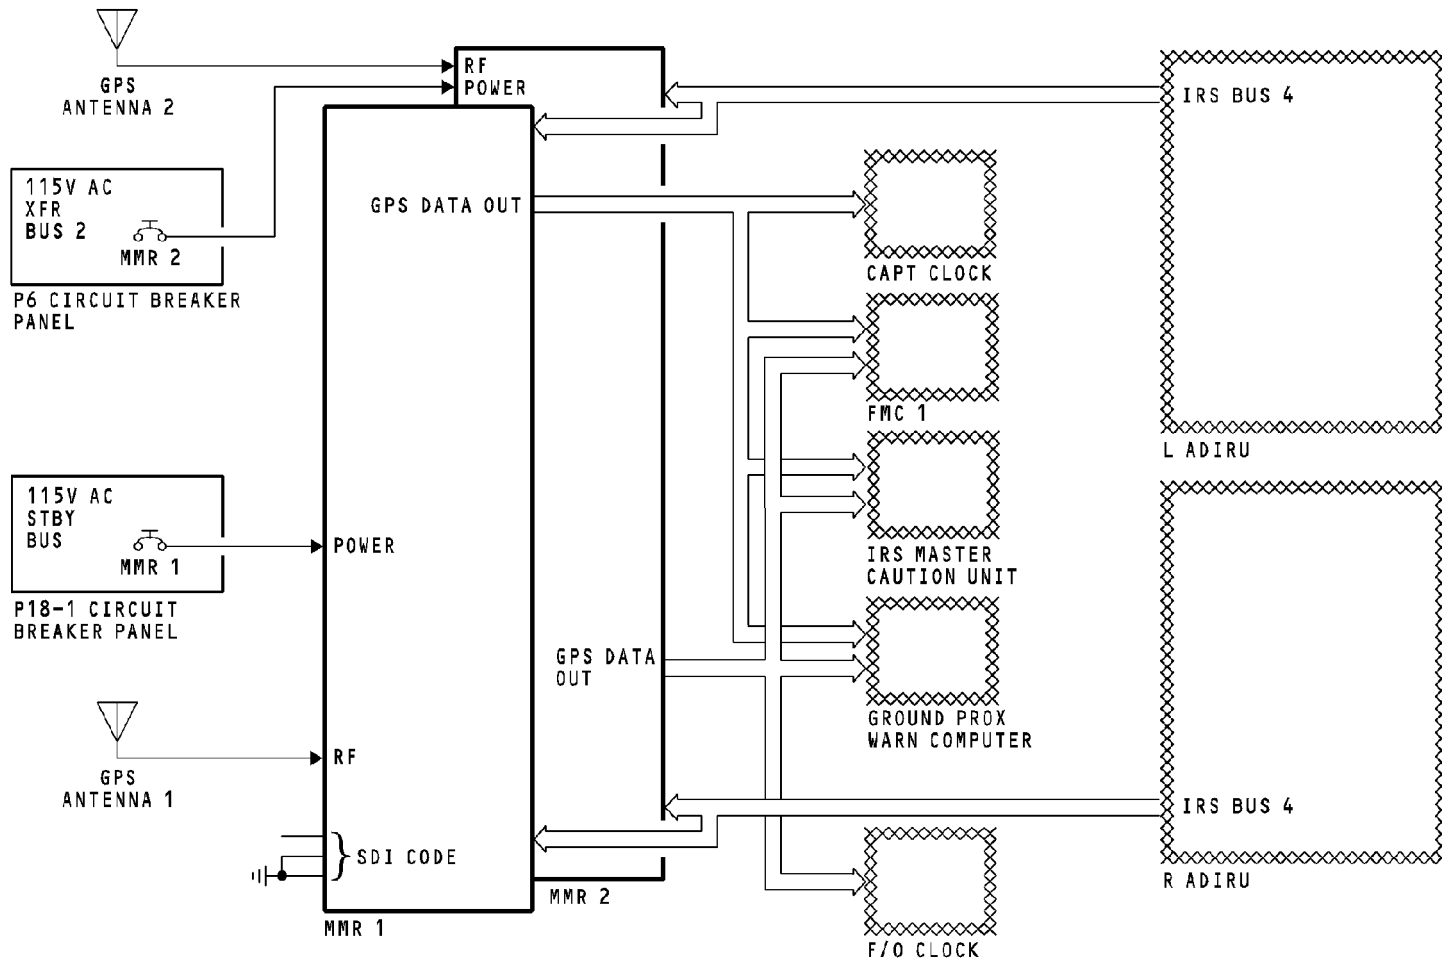 GPS
ANTENNA 2
RF
POWER
IRS BUS 4
115V AC
XFR
BUS 2
MMR 2
P6 CIRCUIT BREAKER
PANEL
GPS DATA OUT
CAPT CLOCK
FMC 1
L ADIRU
115V AC
STBY
BUS
MMR 1
POWER
P18-1 CIRCUIT
BREAKER PANEL
IRS MASTER
CAUTION UNIT
GPS DATA
OUT
GROUND PROX
WARN COMPUTER
RF
GPS
ANTENNA 1
IRS BUS 4
SDI CODE
R ADIRU
MMR 2
MMR 1
F/O CLOCK